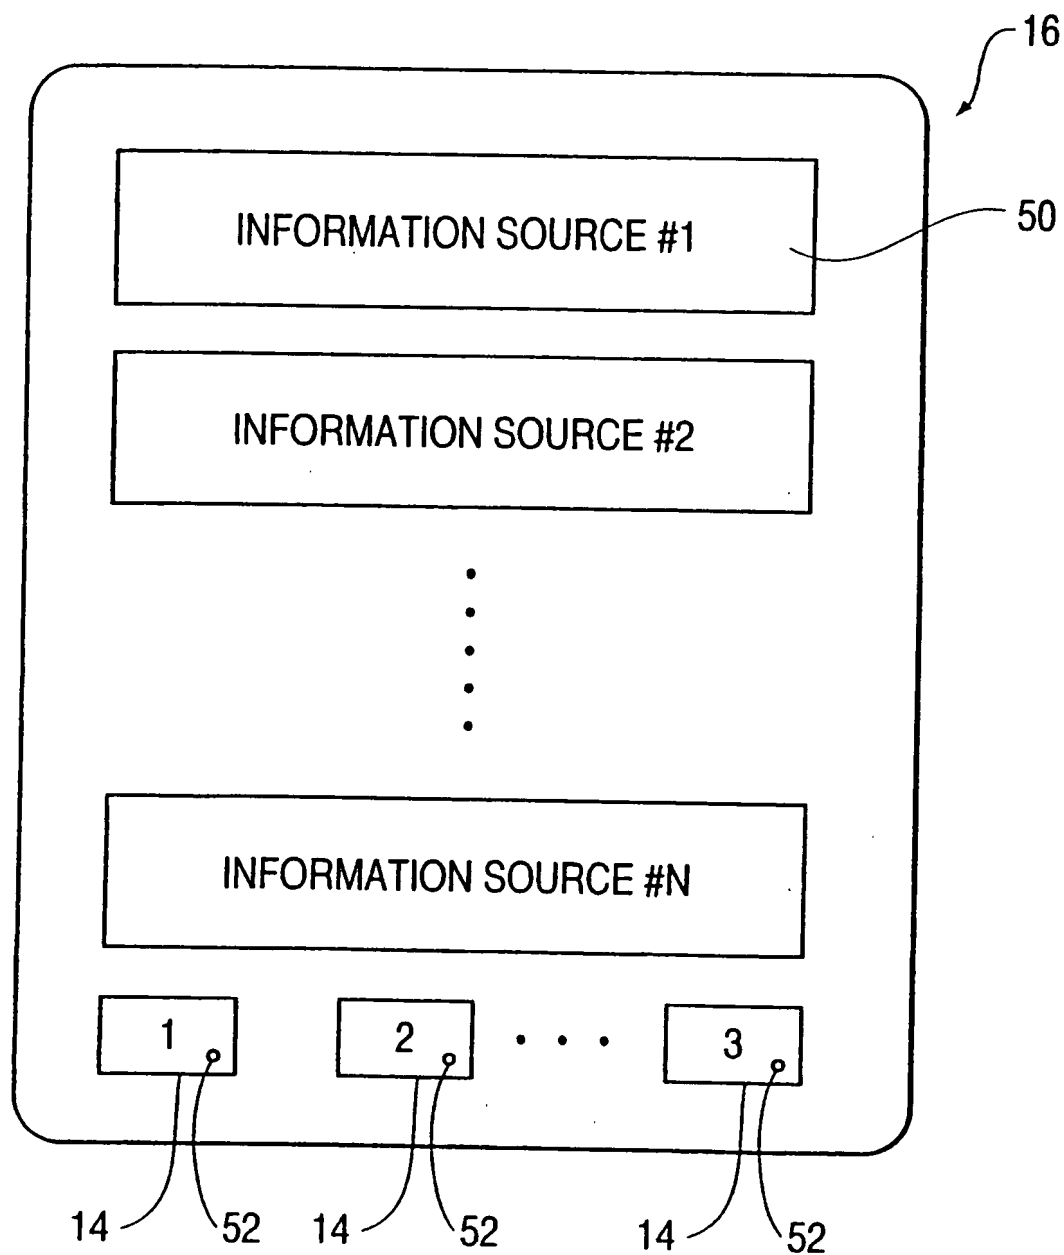 16
INFORMATION SOURCE #1
50
INFORMATION SOURCE #2
INFORMATION SOURCE #N
1 2 3
14 52 14 52 14 52